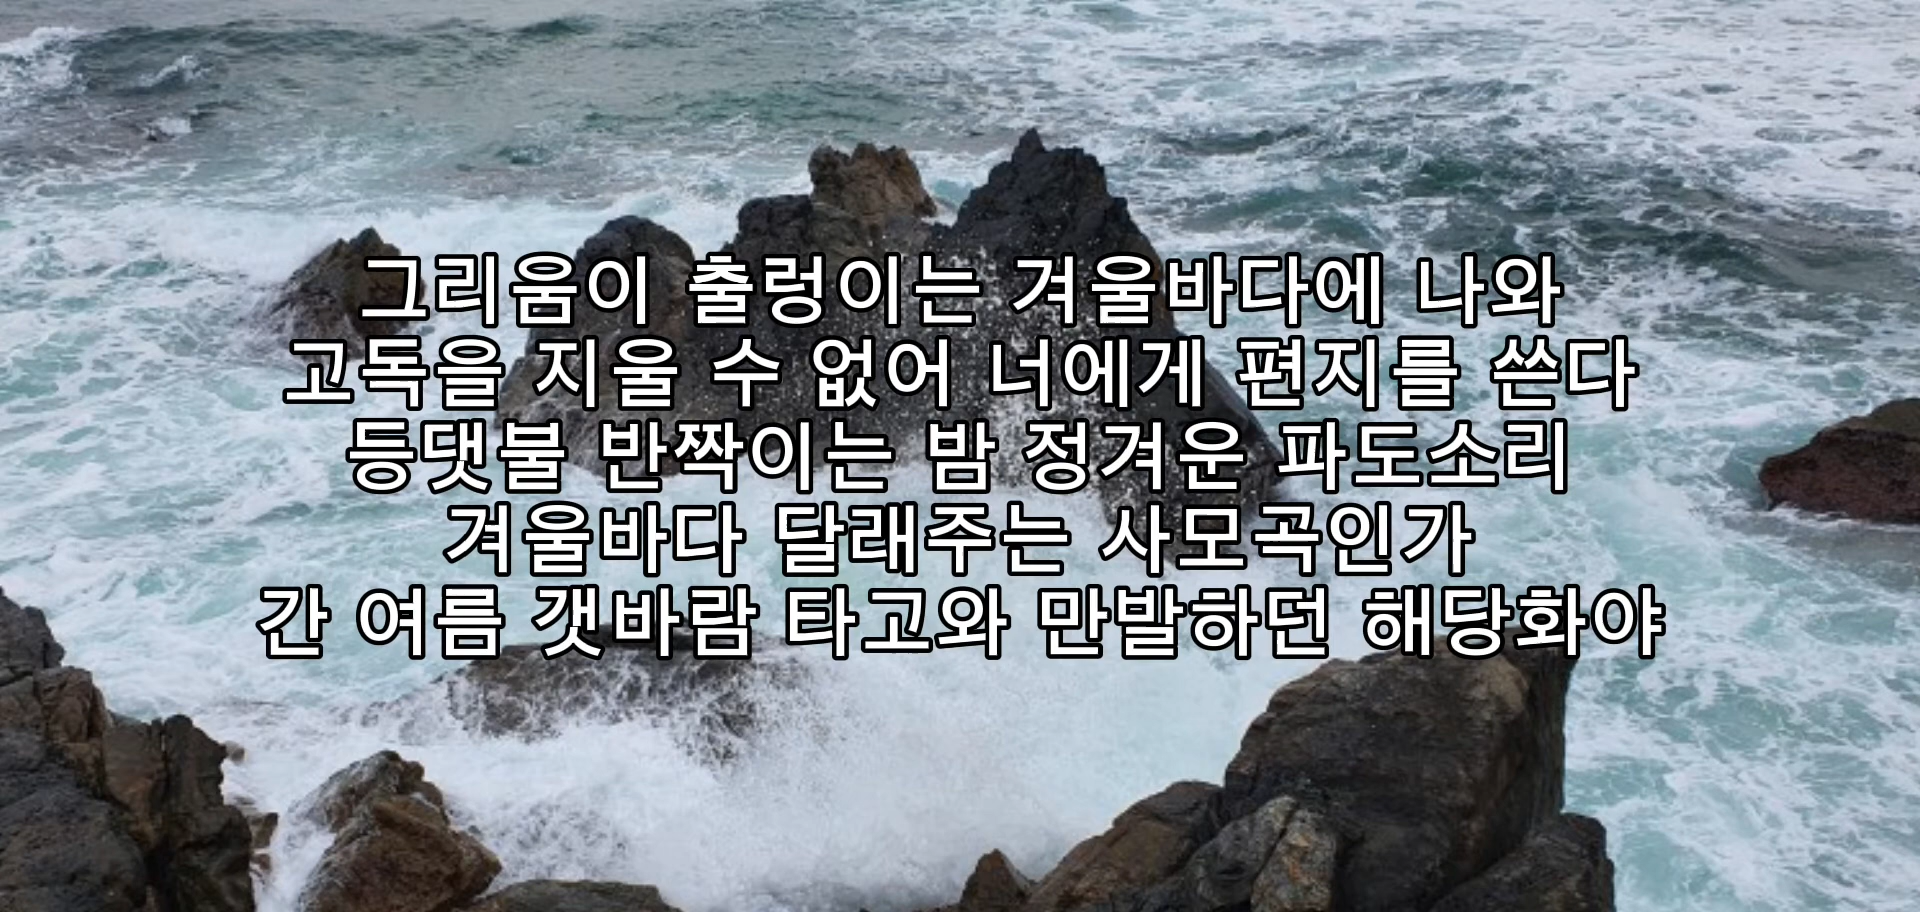 그리움이 출렁이는 겨울바다에 나와
고독을 지울 수 없어 너에게 편지를 쓴다
등댓불 반짝이는 밤 정겨운 파도소리
겨울바다 달래주는 사모곡인가
간 여름 갯바람 타고와 만발하던 해당화야